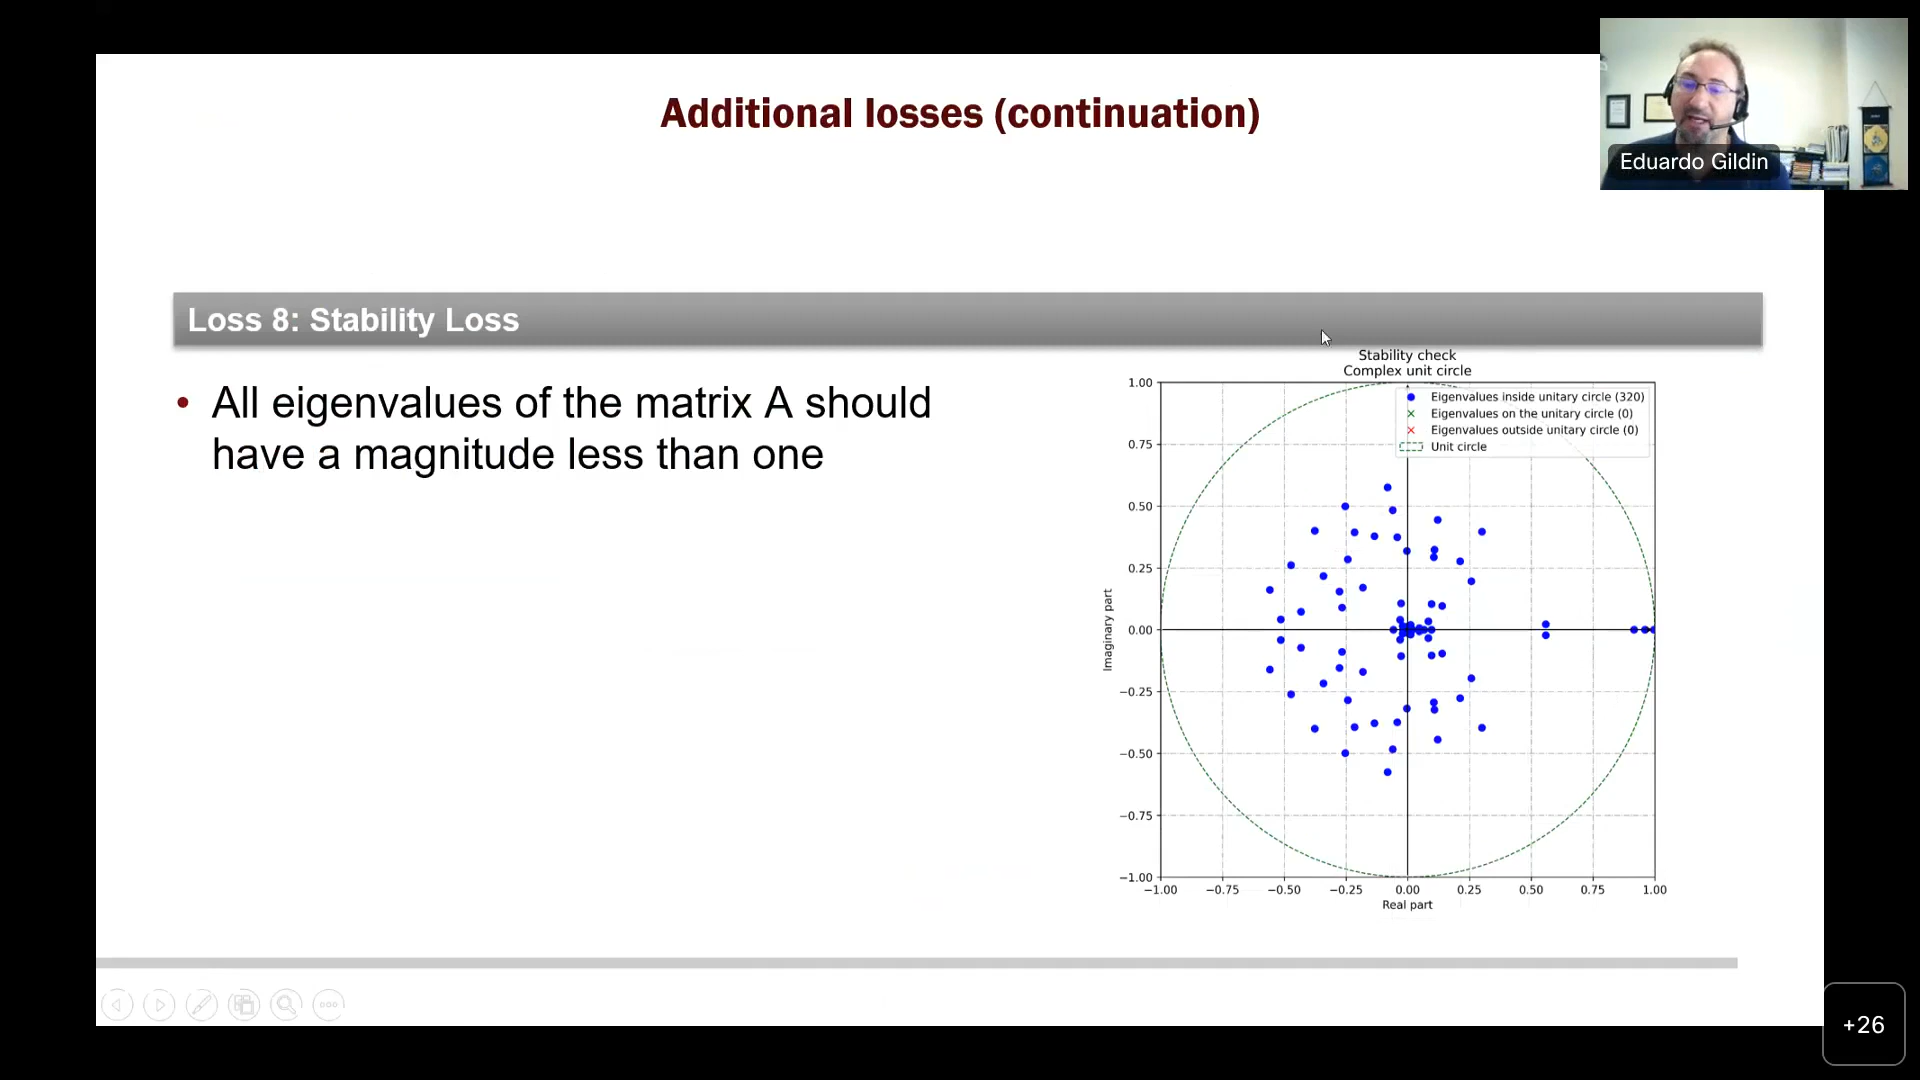 Additional losses (continuation)
Eduardo Gildin
Loss 8: Stability Loss
• All eigenvalues of the matrix A should
have a magnitude less than one
Stability check
Complex unit circle
Eigenvalues inside unitary circle (320)
Eigenvalues on the unitary circle (0)
Eigenvalues outside unitary circle (0)
Unit circle
1.00
0.75
0.50
0.25
0.00
−0.25
−0.50
−0.75
−1.00
Imaginary part
−1.00 −0.75 −0.50 −0.25 0.00 0.25 0.50 0.75 1.00
Real part
+26